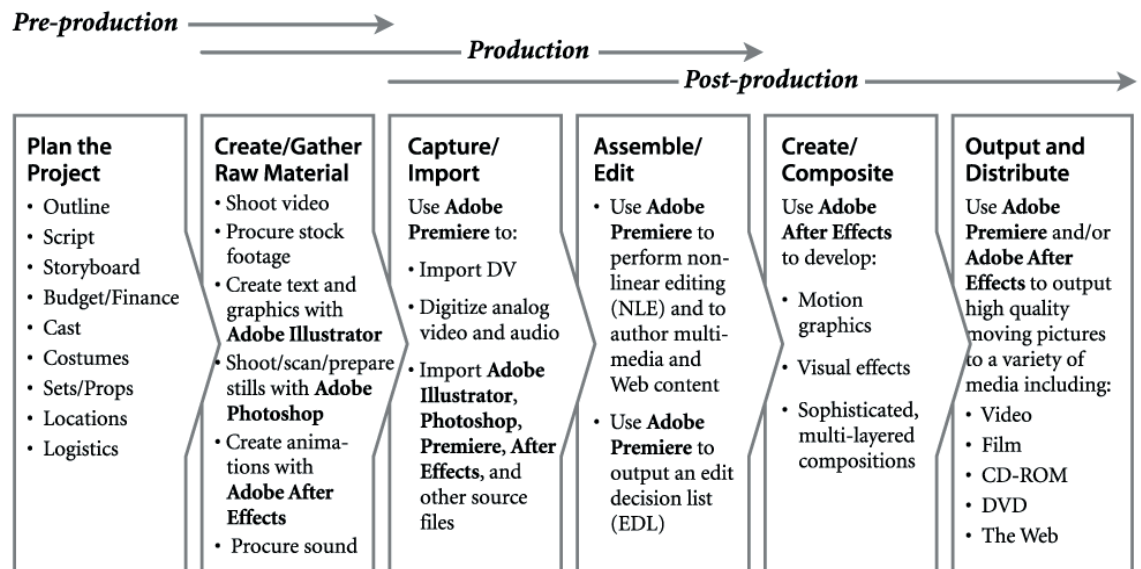 Pre-production
Production
Post-production
Plan the
Project
• Outline
• Script
• Storyboard
• Budget/Finance
• Cast
• Costumes
• Sets/Props
• Locations
• Logistics
Create/Gather
Raw Material
• Shoot video
• Procure stock
footage
• Create text and
graphics with
Adobe Illustrator
• Shoot/scan/prepare
stills with Adobe
Photoshop
• Create anima-
tions with
Adobe After
Effects
• Procure sound
Capture/
Import
Use Adobe
Premiere to:
• Import DV
• Digitize analog
video and audio
• Import Adobe
Illustrator,
Photoshop,
Premiere, After
Effects, and
other source
files
Assemble/
Edit
• Use Adobe
Premiere to
perform non-
linear editing
(NLE) and to
author multi-
media and
Web content
• Use Adobe
Premiere to
output an edit
decision list
(EDL)
Create/
Composite
Use Adobe
After Effects
to develop:
• Motion
graphics
• Visual effects
• Sophisticated,
multi-layered
compositions
Output and
Distribute
Use Adobe
Premiere and/or
Adobe After
Effects to output
high quality
moving pictures
to a variety of
media including:
• Video
• Film
• CD-ROM
• DVD
• The Web